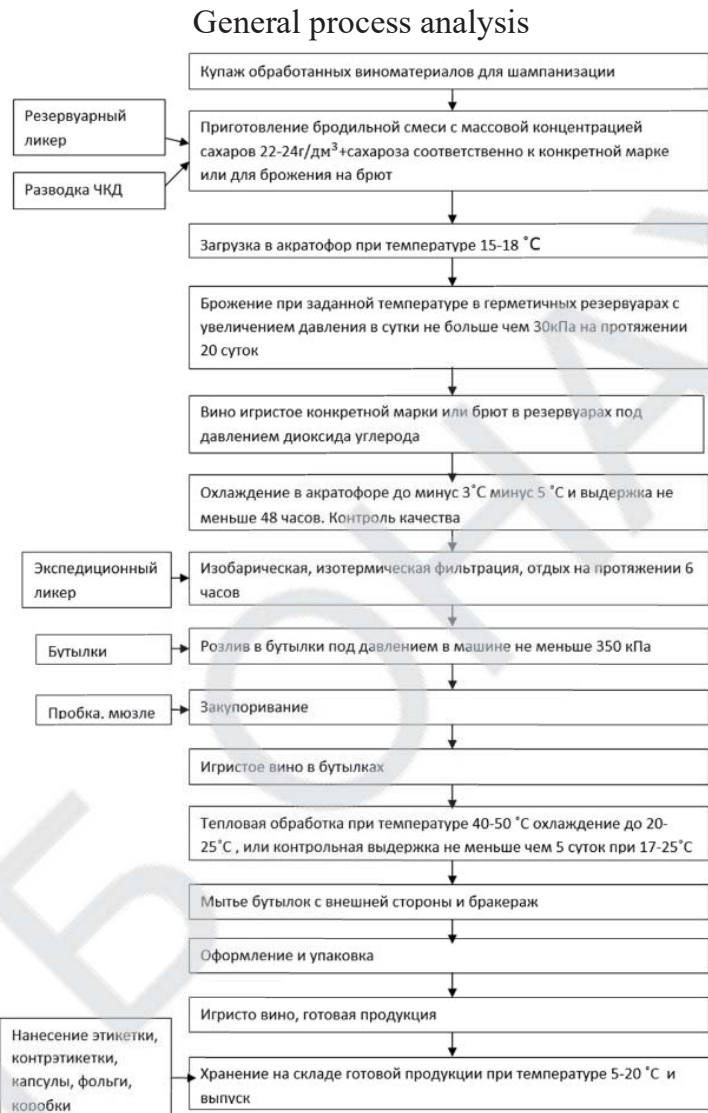 General process analysis
Купаж обработанных виноматериалов для шампанизации
Резервуарный
ликер
Приготовление бродильной смеси с массовой концентрацией
сахаров 22-24г/дм³+сахароза соответственно к конкретной марке
или для брожения на брют
Разводка ЧКД
Загрузка в акратофор при температуре 15-18 ˚С
Брожение при заданной температуре в герметичных резервуарах с
увеличением давления в сутки не больше чем 30кПа на протяжении
20 суток
Вино игристое конкретной марки или брют в резервуарах под
давлением диоксида углерода
Охлаждение в акратофоре до минус 3˚С минус 5 ˚С и выдержка не
меньше 48 часов. Контроль качества
Экспедиционный
ликер
Изобарическая, изотермическая фильтрация, отдых на протяжении 6
часов
Бутылки
Розлив в бутылки под давлением в машине не меньше 350 кПа
Пробка, мюзле
Закупоривание
Игристое вино в бутылках
Тепловая обработка при температуре 40-50 ˚С охлаждение до 20-
25˚С , или контрольная выдержка не меньше чем 5 суток при 17-25˚С
Мытье бутылок с внешней стороны и бракераж
Оформление и упаковка
Игристо вино, готовая продукция
Нанесение этикетки,
контрэтикетки,
капсулы, фольги,
коробки
Хранение на складе готовой продукции при температуре 5-20 ˚С и
выпуск